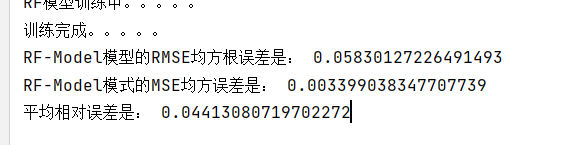 RF模型训练中。。。。。
训练完成。。。。。
RF-Model模型的RMSE均方根误差是: 0.05830127226491493
RF-Model模式的MSE均方误差是: 0.003399038347707739
平均相对误差是: 0.04413080719702272